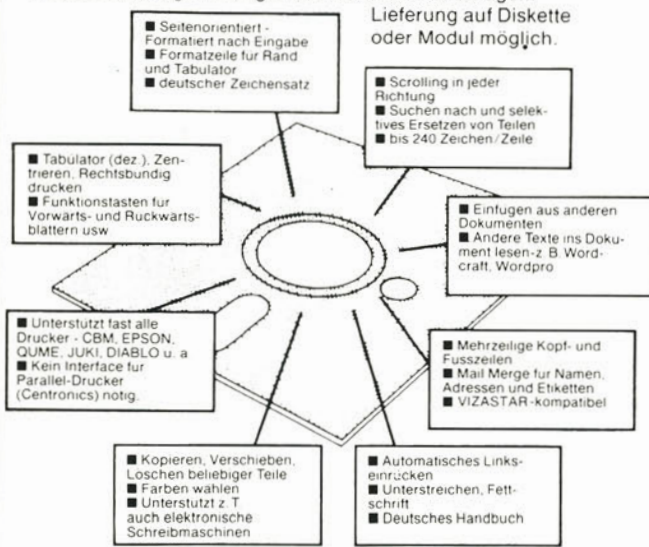 Lieferung auf Diskette
oder Modul möglich.
■ Seitenorientiert -
Formatiert nach Eingabe
■ Formatzeile fur Rand
und Tabulator
■ deutscher Zeichensatz
■ Scrolling in jeder
Richtung
■ Suchen nach und selek-
tives Ersetzen von Teilen
■ bis 240 Zeichen/Zeile
■ Tabulator (dez.), Zen-
trieren, Rechtsbundig
drucken
■ Funktionstasten fur
Vorwarts- und Ruckwarts-
blattern usw
■ Einfugen aus anderen
Dokumenten
■ Andere Texte ins Doku-
ment lesen-z. B. Word-
craft, Wordpro
■ Unterstützt fast alle
Drucker - CBM, EPSON,
QUME, JUKI, DIABLO u. a
■ Kein Interface fur
Parallel-Drucker
(Centronics) notig.
■ Mehrzeilige Kopf- und
Fusszeilen
■ Mail Merge fur Namen,
Adressen und Etiketten
■ VIZASTAR-kompatibel
■ Kopieren, Verschieben,
Loschen beliebiger Teile
■ Farben wahlen
■ Unterstutzt z. T
auch elektronische
Schreibmaschinen
■ Automatisches Links-
einrucken
■ Unterstreichen, Fett-
schrift
■ Deutsches Handbuch